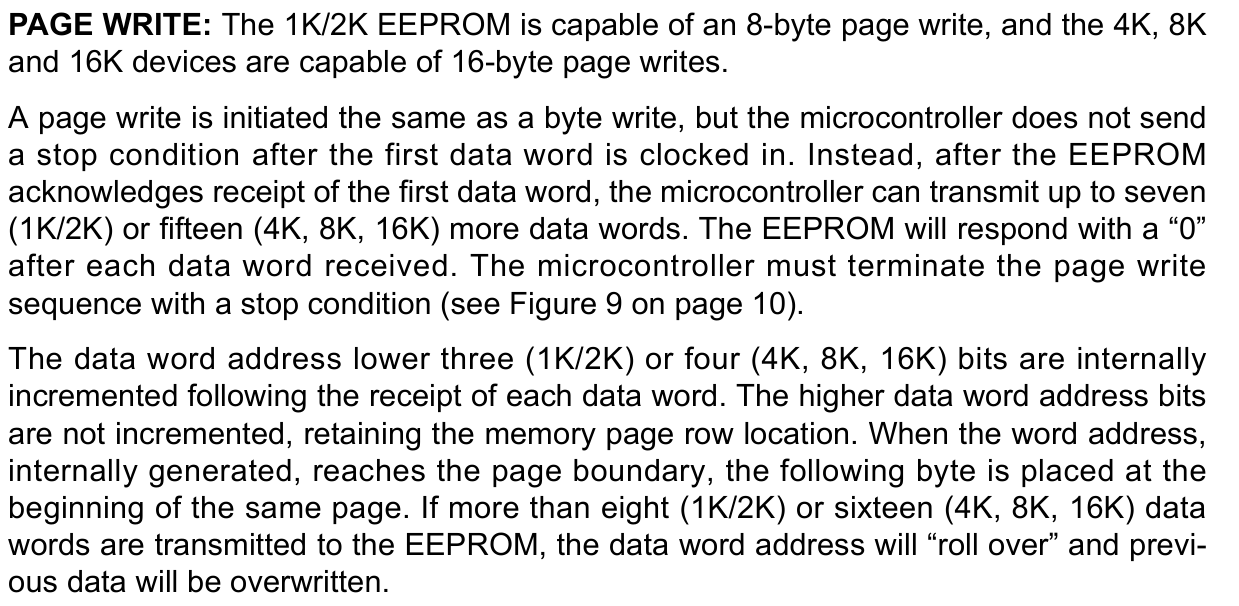 PAGE WRITE: The 1K/2K EEPROM is capable of an 8-byte page write, and the 4K, 8K
and 16K devices are capable of 16-byte page writes.
A page write is initiated the same as a byte write, but the microcontroller does not send
a stop condition after the first data word is clocked in. Instead, after the EEPROM
acknowledges receipt of the first data word, the microcontroller can transmit up to seven
(1K/2K) or fifteen (4K, 8K, 16K) more data words. The EEPROM will respond with a “0”
after each data word received. The microcontroller must terminate the page write
sequence with a stop condition (see Figure 9 on page 10).
The data word address lower three (1K/2K) or four (4K, 8K, 16K) bits are internally
incremented following the receipt of each data word. The higher data word address bits
are not incremented, retaining the memory page row location. When the word address,
internally generated, reaches the page boundary, the following byte is placed at the
beginning of the same page. If more than eight (1K/2K) or sixteen (4K, 8K, 16K) data
words are transmitted to the EEPROM, the data word address will “roll over” and previ-
ous data will be overwritten.